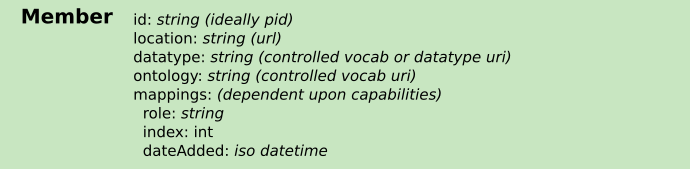 Member
id: string (ideally pid)
location: string (url)
datatype: string (controlled vocab or datatype uri)
ontology: string (controlled vocab uri)
mappings: (dependent upon capabilities)
role: string
index: int
dateAdded: iso datetime